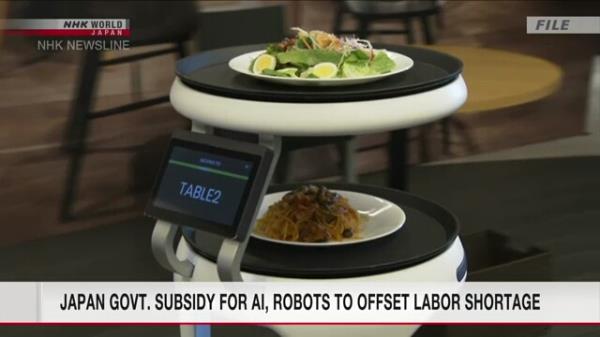 NHK WORLD
JAPAN
NHK NEWSLINE
FILE
TABLE2
JAPAN GOVT. SUBSIDY FOR AI, ROBOTS TO OFFSET LABOR SHORTAGE